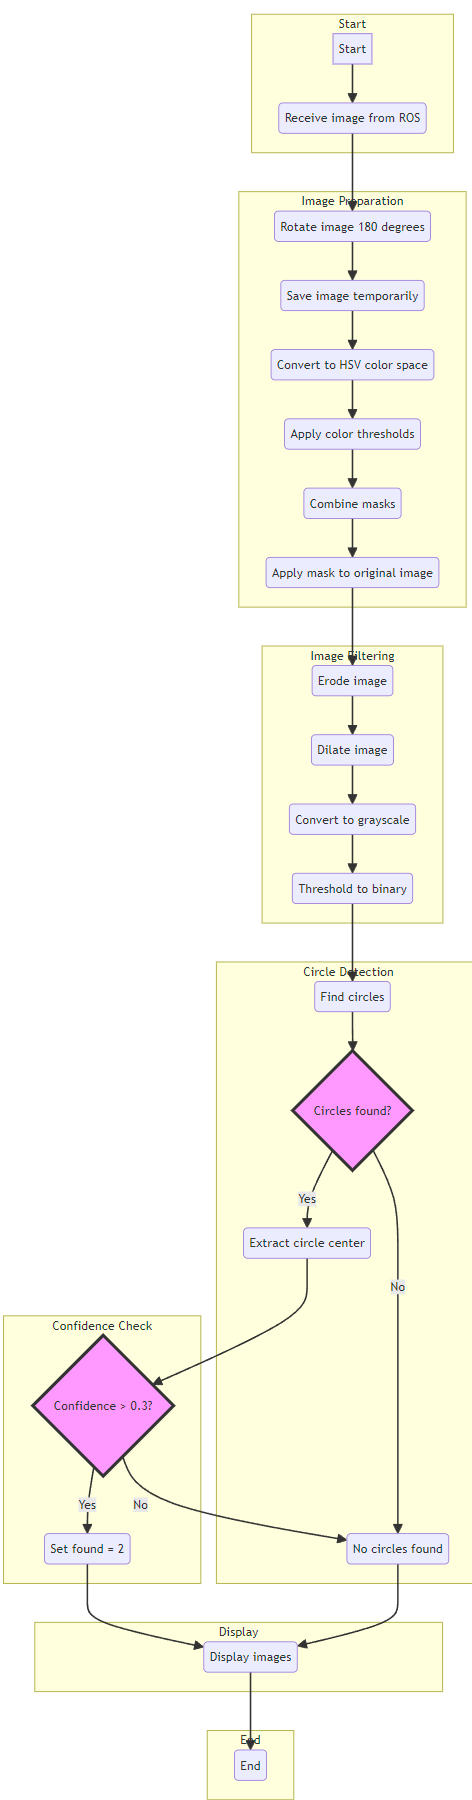 Start
Start
Receive image from ROS
Image Preparation
Rotate image 180 degrees
Save image temporarily
Convert to HSV color space
Apply color thresholds
Combine masks
Apply mask to original image
Image Filtering
Erode image
Dilate image
Convert to grayscale
Threshold to binary
Circle Detection
Find circles
Circles found?
Yes
Extract circle center
No
Confidence Check
Confidence > 0.3?
Yes
No
Set found = 2
No circles found
Display
Display images
End
End